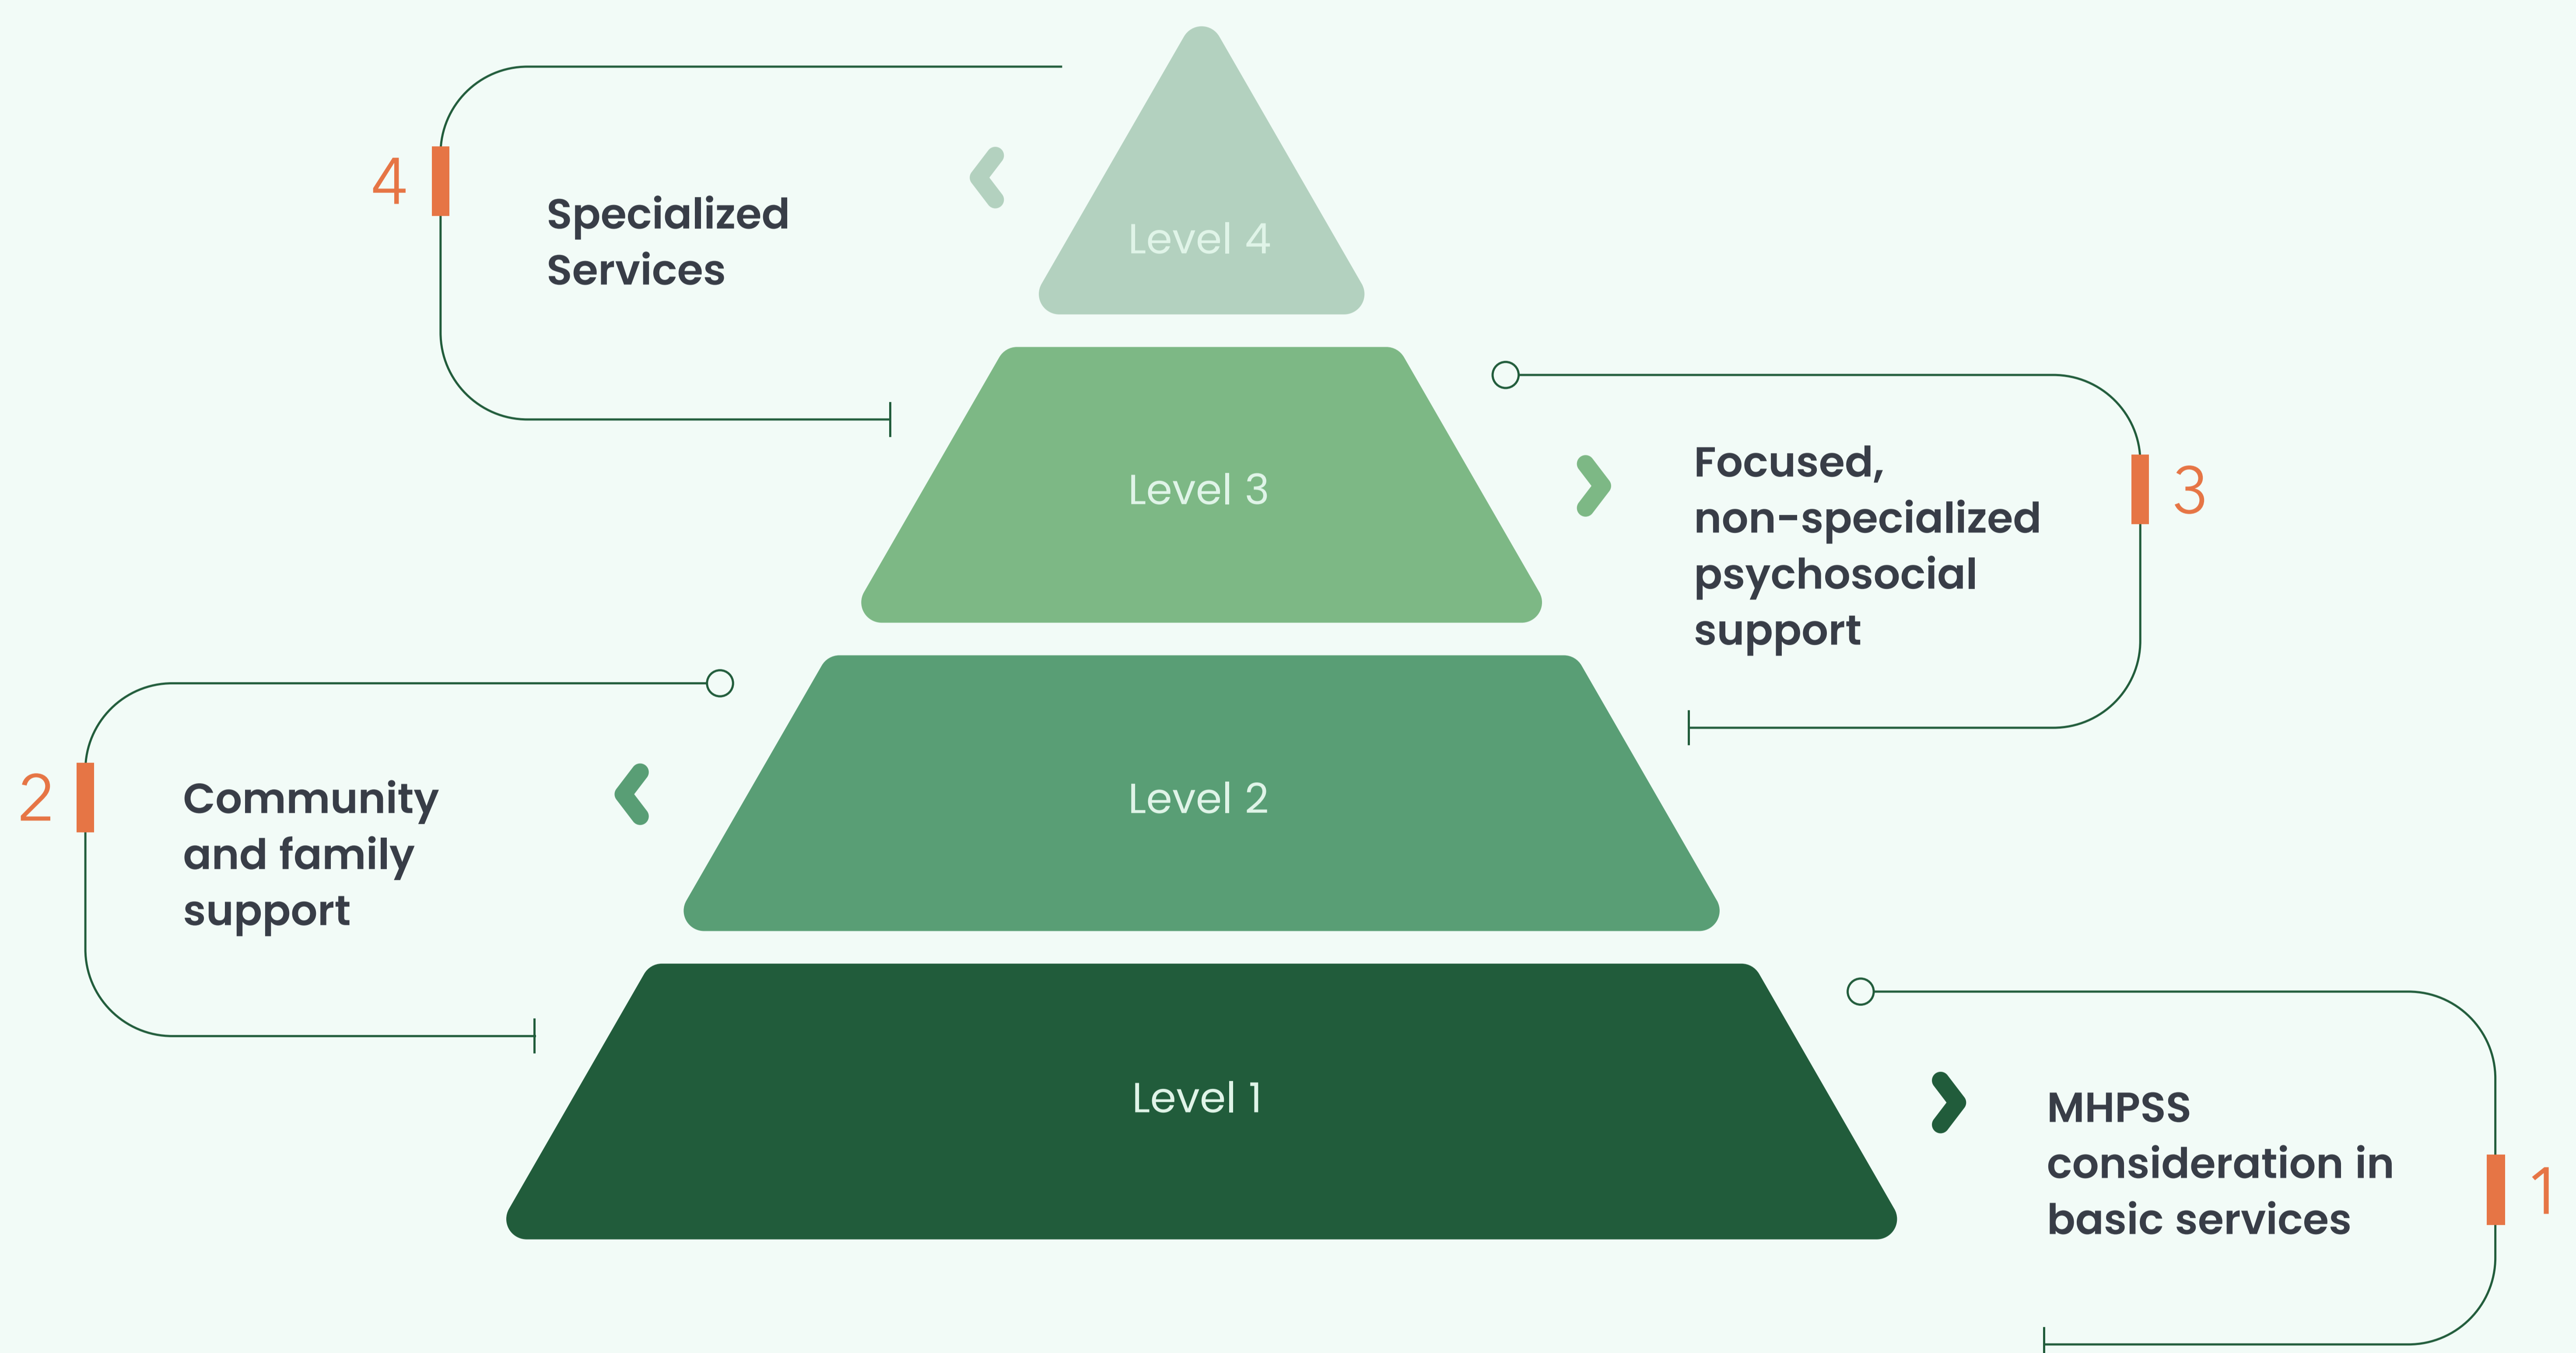 4
Specialized
Services
Level 4
Level 3
Focused,
non-specialized
psychosocial
support
3
2
Community
and family
support
Level 2
Level 1
MHPSS
consideration in
basic services
1